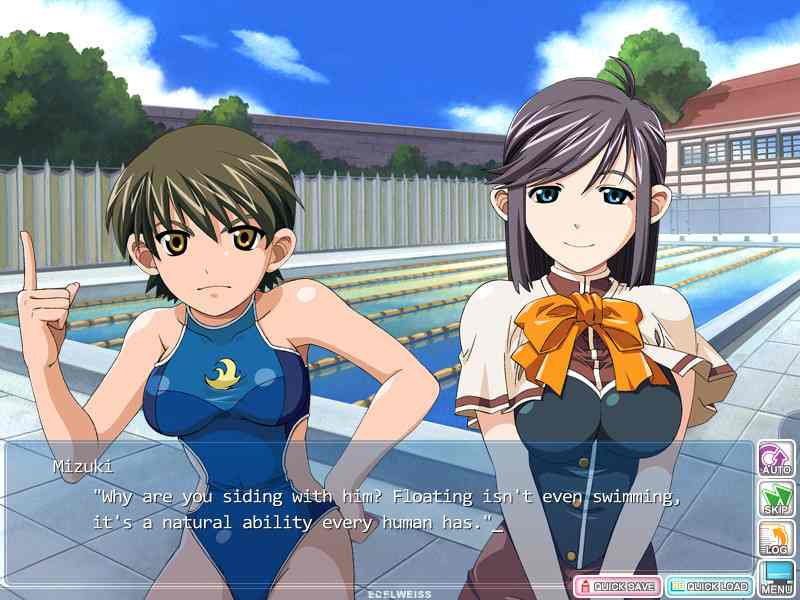 Mizuki
"Why are you siding with him? Floating isn't even swimming,
it's a natural ability every human has."_
AUTO
SKIP
LOG
MENU
QUICK SAVE
QUICK LOAD
EDELWEISS